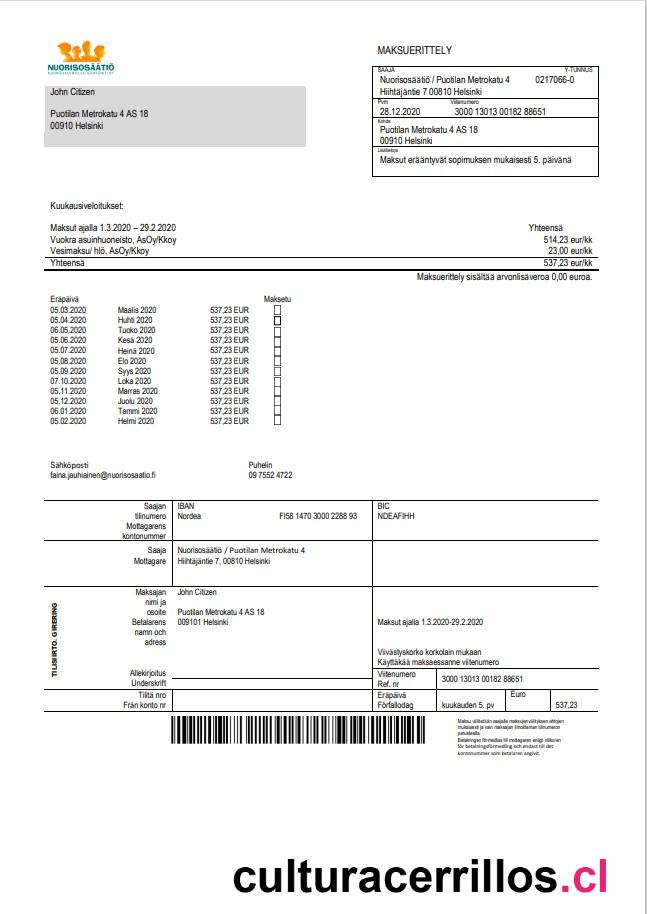 NUORISOSÄÄTIÖ
MAKSUERITTELY
SAAJA Y-TUNNUS
Nuorisosäätiö / Puotilan Metrokatu 4 0217066-0
Hiihtäjäntie 7 00810 Helsinki
Pvm Viitenumero
28.12.2020 3000 13013 00182 88651
Kohde
Puotilan Metrokatu 4 AS 18
00910 Helsinki
Lisätietoja
Maksut erääntyvät sopimuksen mukaisesti 5. päivänä
John Citizen
Puotilan Metrokatu 4 AS 18
00910 Helsinki
Kuukausiveloitukset:
Maksut ajalla 1.3.2020 – 29.2.2020 Yhteensä
Vuokra asuinhuoneisto, AsOy/Kkoy 514,23 eur/kk
Vesimaksu/ hlö, AsOy/Kkoy 23,00 eur/kk
Yhteensä 537,23 eur/kk
Maksuerittely sisältää arvonlisäveroa 0,00 euroa.
Eräpäivä Maksetu
05.03.2020 Maalis 2020 537,23 EUR
05.04.2020 Huhti 2020 537,23 EUR
06.05.2020 Tuoko 2020 537,23 EUR
05.06.2020 Kesä 2020 537,23 EUR
05.07.2020 Heinä 2020 537,23 EUR
05.08.2020 Elo 2020 537,23 EUR
05.09.2020 Syys 2020 537,23 EUR
07.10.2020 Loka 2020 537,23 EUR
05.11.2020 Marras 2020 537,23 EUR
05.12.2020 Juolu 2020 537,23 EUR
06.01.2020 Tammi 2020 537,23 EUR
05.02.2020 Helmi 2020 537,23 EUR
Sähköposti Puhelin
faina.jauhiainen@nuorisosaatio.fi 09 7552 4722
Saajan IBAN BIC
tilinumero Nordea FI58 1470 3000 2288 93 NDEAFIHH
Mottagarens
kontonummer
Saaja Nuorisosäätiö / Puotilan Metrokatu 4
Mottagare Hiihtäjäntie 7, 00810 Helsinki
TILISIIRTO. GIRERING
Maksajan John Citizen
nimi ja
osoite Puotilan Metrokatu 4 AS 18
Betalarens 009101 Helsinki Maksut ajalla 1.3.2020-29.2.2020
namn och
adress
Viivästyskorko korkolain mukaan
Käyttäkää maksaessanne viitenumero
Allekirjoitus Viitenumero 3000 13013 00182 88651
Underskrift Ref. nr
Tilitä nro Eräpäivä Euro
Från konto nr Förfallodag kuukauden 5. pv 537,23
Maksu välitetään saajalle maksujenvälityksen ehtojen
mukaisesti ja vain maksajan ilmoittaman tilinumeron
perusteella.
Betalningen förmedlas till mottagaren enligt villkoren
för betalningsförmedling och endast till det
kontonummer som betalaren angivit.
culturacerrillos.cl